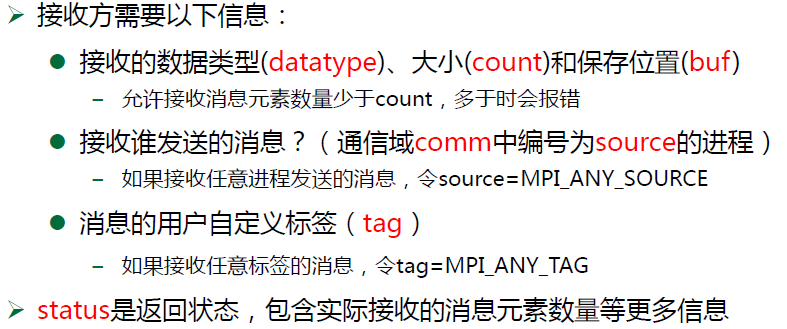 接收方需要以下信息：
接收的数据类型(datatype)、大小(count)和保存位置(buf)
– 允许接收消息元素数量少于count，多于时会报错
接收谁发送的消息？（通信域comm中编号为source的进程）
– 如果接收任意进程发送的消息，令source=MPI_ANY_SOURCE
消息的用户自定义标签（tag）
– 如果接收任意标签的消息，令tag=MPI_ANY_TAG
status是返回状态，包含实际接收的消息元素数量等更多信息